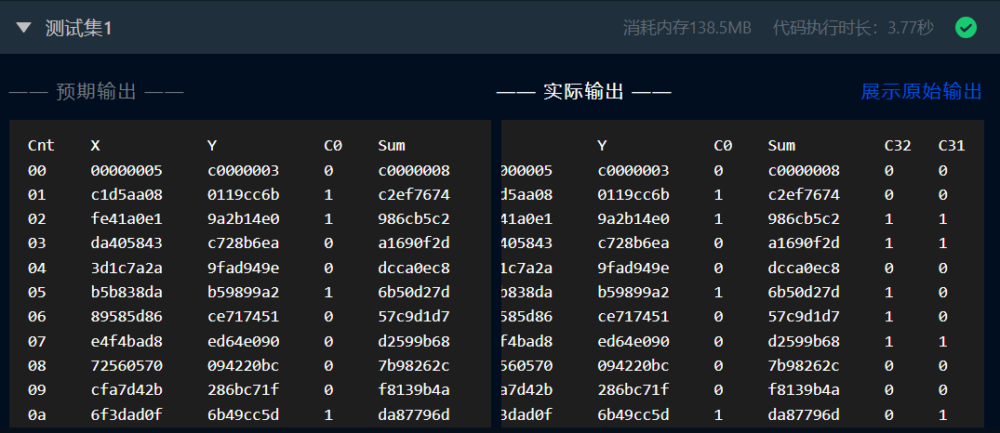 测试集1 消耗内存138.5MB 代码执行时长：3.77秒
—— 预期输出 —— —— 实际输出 —— 展示原始输出
Cnt X Y C0 Sum
00 00000005 c0000003 0 c0000008
01 c1d5aa08 0119cc6b 1 c2ef7674
02 fe41a0e1 9a2b14e0 1 986cb5c2
03 da405843 c728b6ea 0 a1690f2d
04 3d1c7a2a 9fad949e 0 dcca0ec8
05 b5b838da b59899a2 1 6b50d27d
06 89585d86 ce717451 0 57c9d1d7
07 e4f4bad8 ed64e090 0 d2599b68
08 72560570 094220bc 0 7b98262c
09 cfa7d42b 286bc71f 0 f8139b4a
0a 6f3dad0f 6b49cc5d 1 da87796d
Y C0 Sum C32 C31
000005 c0000003 0 c0000008 0 0
d5aa08 0119cc6b 1 c2ef7674 0 0
41a0e1 9a2b14e0 1 986cb5c2 1 1
405843 c728b6ea 0 a1690f2d 1 1
1c7a2a 9fad949e 0 dcca0ec8 0 0
b838da b59899a2 1 6b50d27d 1 0
585d86 ce717451 0 57c9d1d7 1 0
f4bad8 ed64e090 0 d2599b68 1 1
560570 094220bc 0 7b98262c 0 0
a7d42b 286bc71f 0 f8139b4a 0 0
3dad0f 6b49cc5d 1 da87796d 0 1